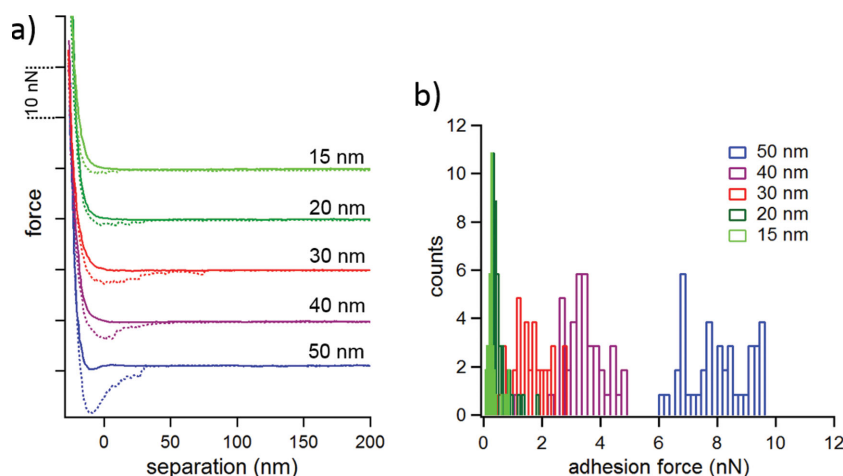 a)
10 nN
force
15 nm
20 nm
30 nm
40 nm
50 nm
0
50
100
150
200
separation (nm)
b)
12
10
8
6
4
2
0
counts
50 nm
40 nm
30 nm
20 nm
15 nm
0
2
4
6
8
10
12
adhesion force (nN)